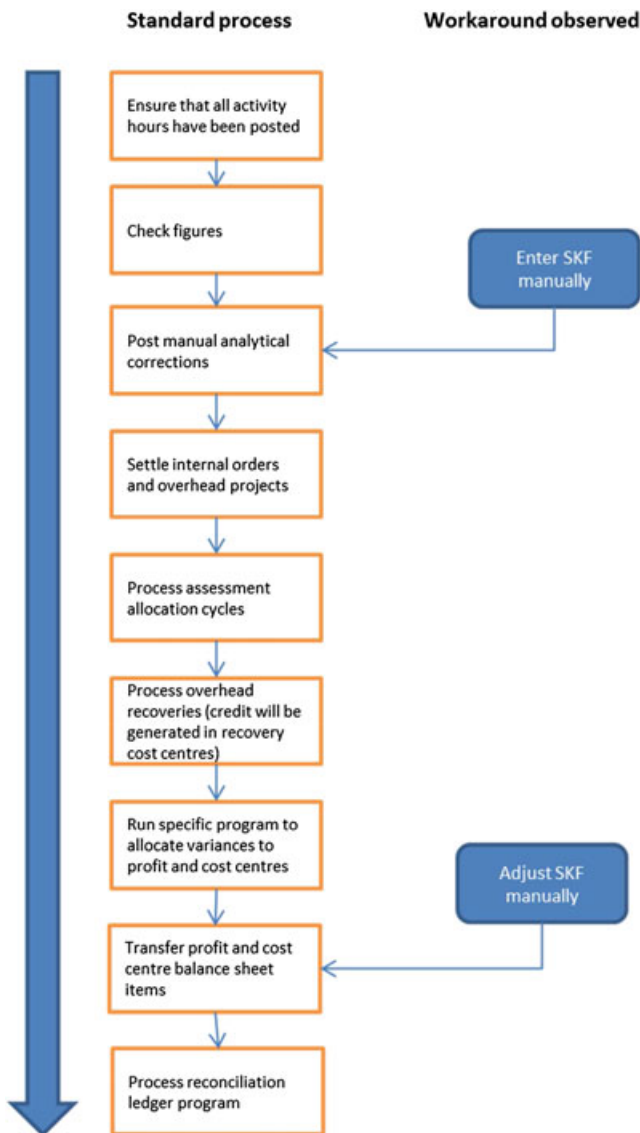 Standard process
Workaround observed
Ensure that all activity
hours have been posted
Check figures
Enter SKF
manually
Post manual analytical
corrections
Settle internal orders
and overhead projects
Process assessment
allocation cycles
Process overhead
recoveries (credit will be
generated in recovery
cost centres)
Run specific program to
allocate variances to
profit and cost centres
Adjust SKF
manually
Transfer profit and cost
centre balance sheet
items
Process reconciliation
ledger program